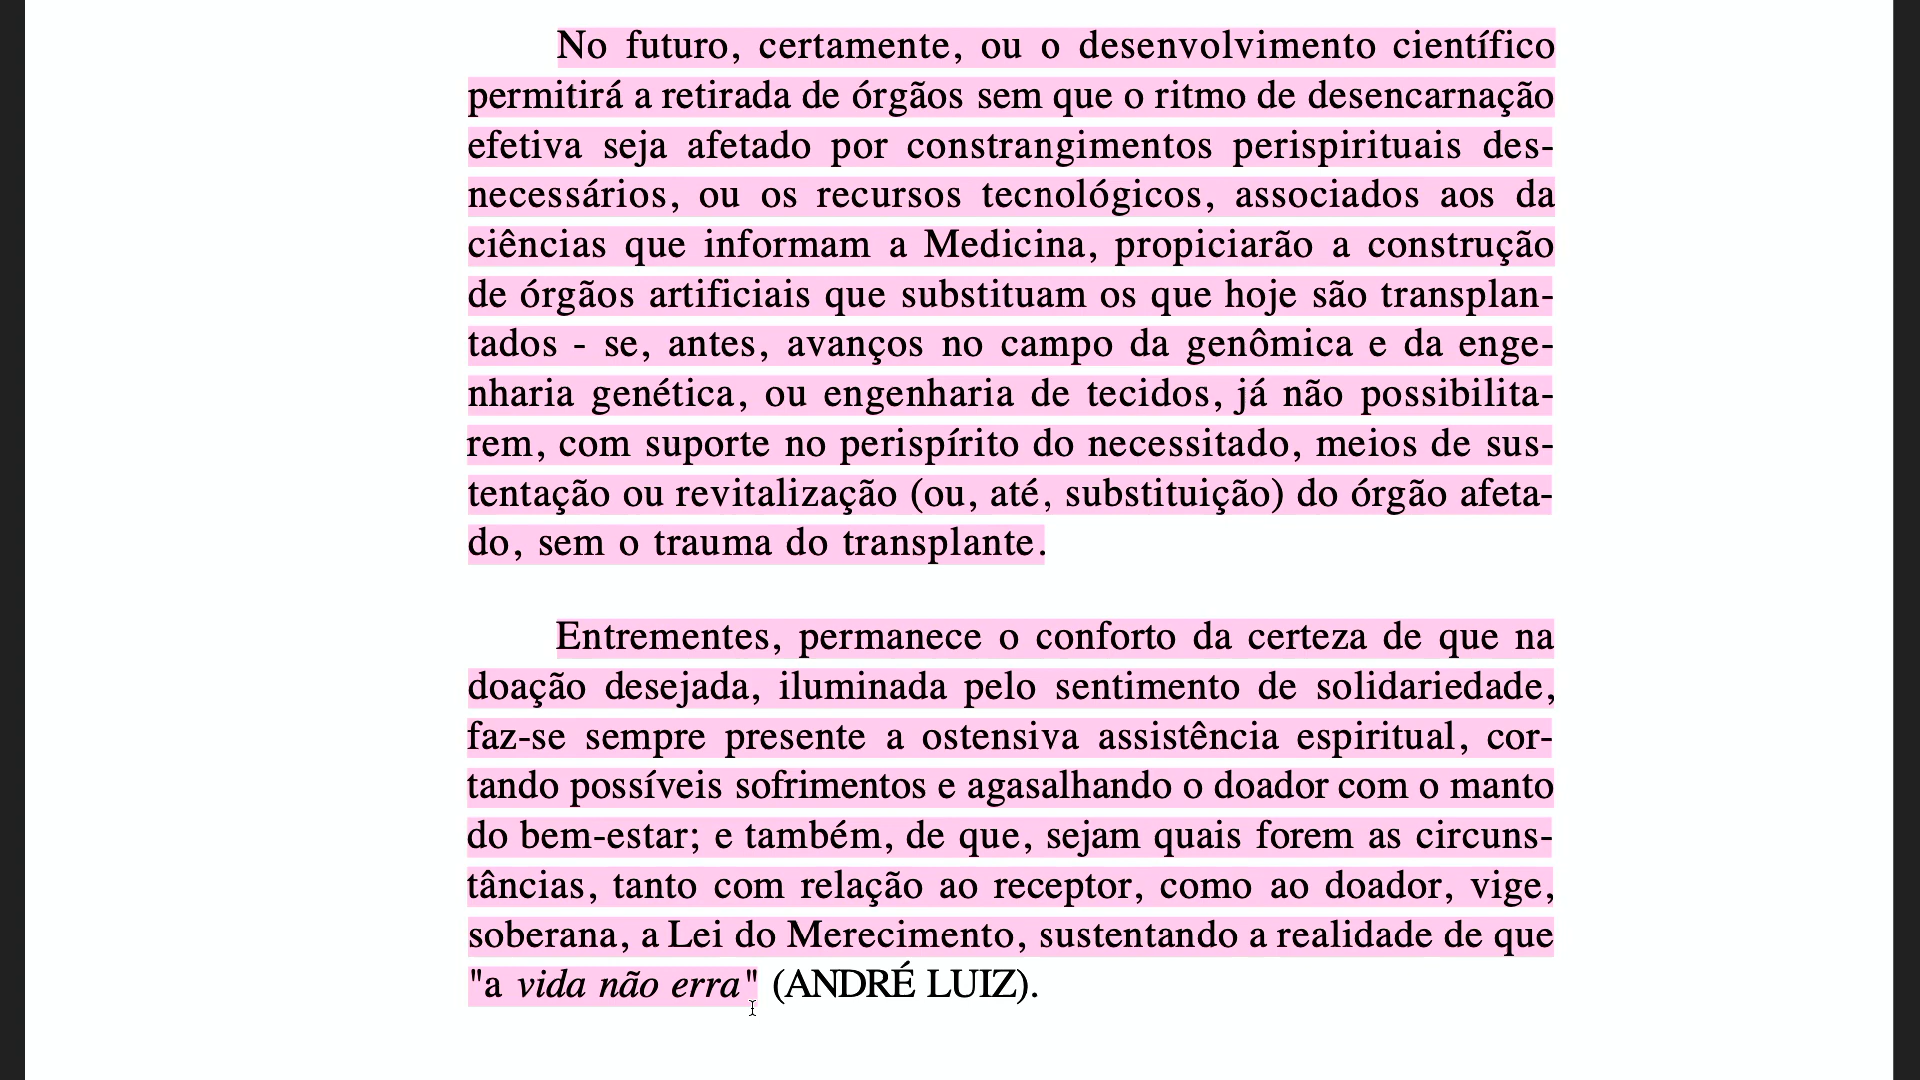 No futuro, certamente, ou o desenvolvimento científico
permitirá a retirada de órgãos sem que o ritmo de desencarnação
efetiva seja afetado por constrangimentos perispirituais des-
necessários, ou os recursos tecnológicos, associados aos da
ciências que informam a Medicina, propiciarão a construção
de órgãos artificiais que substituam os que hoje são transplan-
tados - se, antes, avanços no campo da genômica e da enge-
nharia genética, ou engenharia de tecidos, já não possibilita-
rem, com suporte no perispírito do necessitado, meios de sus-
tentação ou revitalização (ou, até, substituição) do órgão afeta-
do, sem o trauma do transplante.
Entrementes, permanece o conforto da certeza de que na
doação desejada, iluminada pelo sentimento de solidariedade,
faz-se sempre presente a ostensiva assistência espiritual, cor-
tando possíveis sofrimentos e agasalhando o doador com o manto
do bem-estar; e também, de que, sejam quais forem as circuns-
tâncias, tanto com relação ao receptor, como ao doador, vige,
soberana, a Lei do Merecimento, sustentando a realidade de que
"a vida não erra" (ANDRÉ LUIZ).